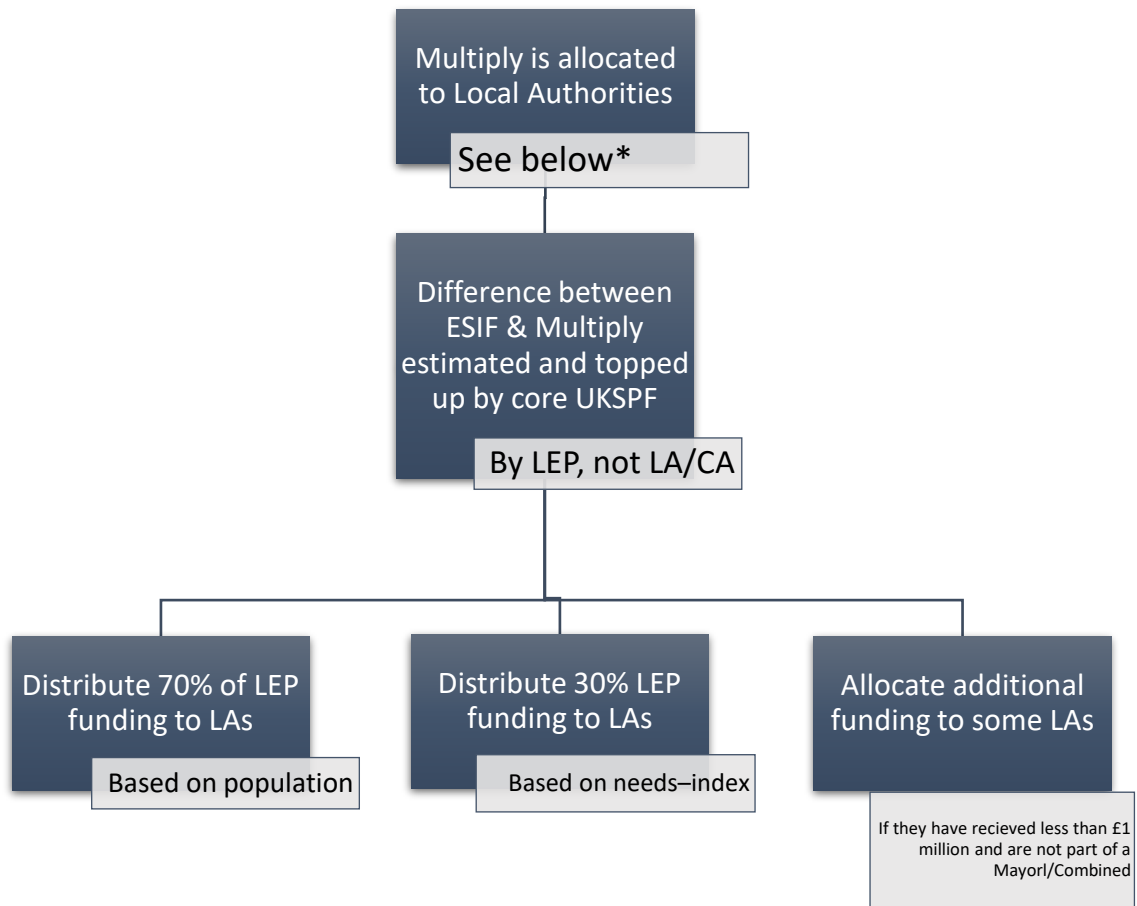 Multiply is allocated
to Local Authorities
See below*
Difference between
ESIF & Multiply
estimated and topped
up by core UKSPF
By LEP, not LA/CA
Distribute 70% of LEP
funding to LAs
Based on population
Distribute 30% LEP
funding to LAs
Based on needs–index
Allocate additional
funding to some LAs
If they have recieved less than £1
million and are not part of a
Mayorl/Combined